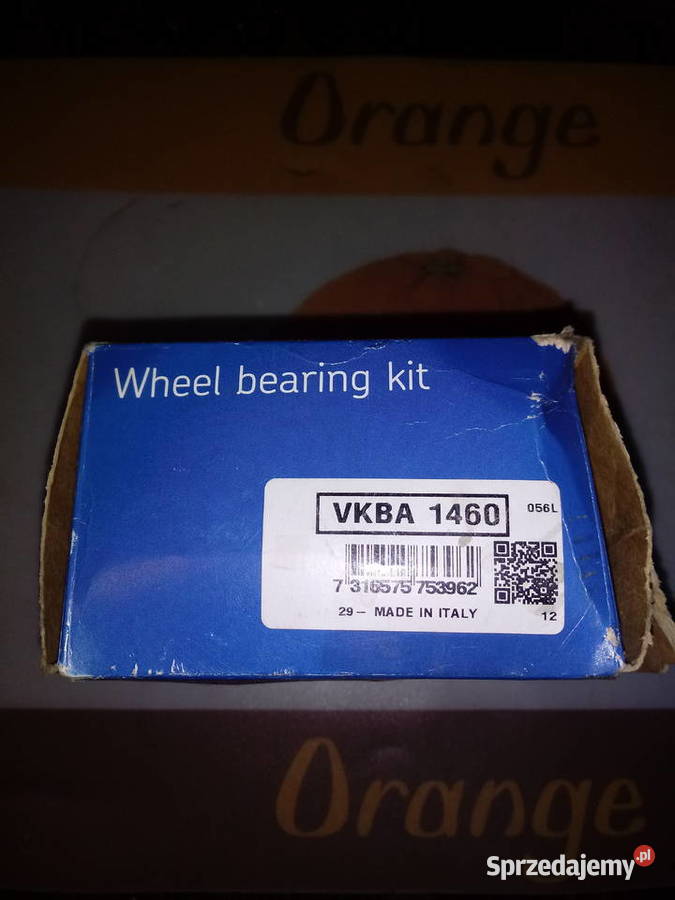 Orange
Wheel bearing kit
VKBA 1460
056L
7 316575 753962
29 – MADE IN ITALY
12
Orange
Sprzedajemy.pl